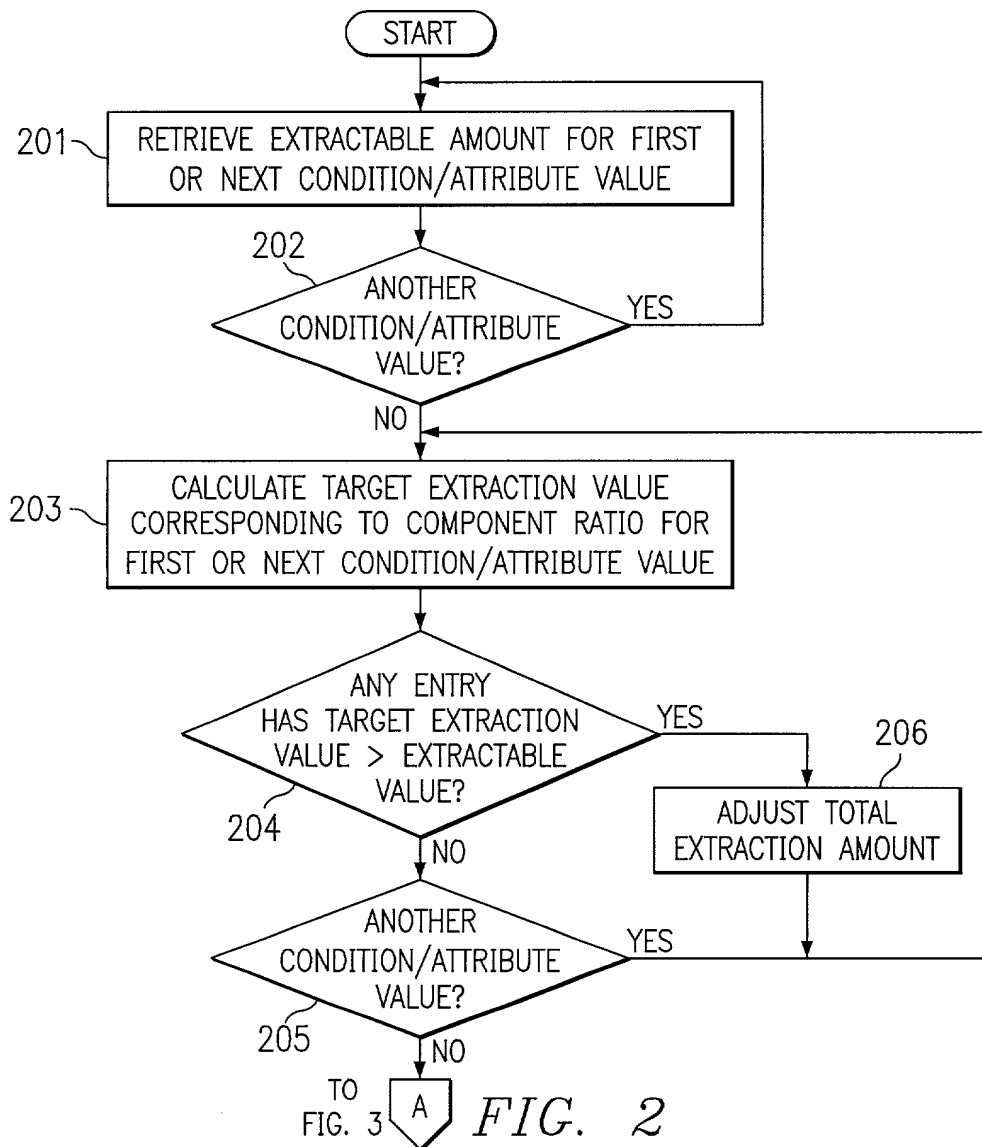 START
201
RETRIEVE EXTRACTABLE AMOUNT FOR FIRST
OR NEXT CONDITION/ATTRIBUTE VALUE
202
ANOTHER
CONDITION/ATTRIBUTE
VALUE?
YES
NO
203
CALCULATE TARGET EXTRACTION VALUE
CORRESPONDING TO COMPONENT RATIO FOR
FIRST OR NEXT CONDITION/ATTRIBUTE VALUE
ANY ENTRY
HAS TARGET EXTRACTION
VALUE > EXTRACTABLE
VALUE?
YES
204
NO
206
ADJUST TOTAL
EXTRACTION AMOUNT
ANOTHER
CONDITION/ATTRIBUTE
VALUE?
YES
205
NO
TO
FIG. 3
A
FIG. 2